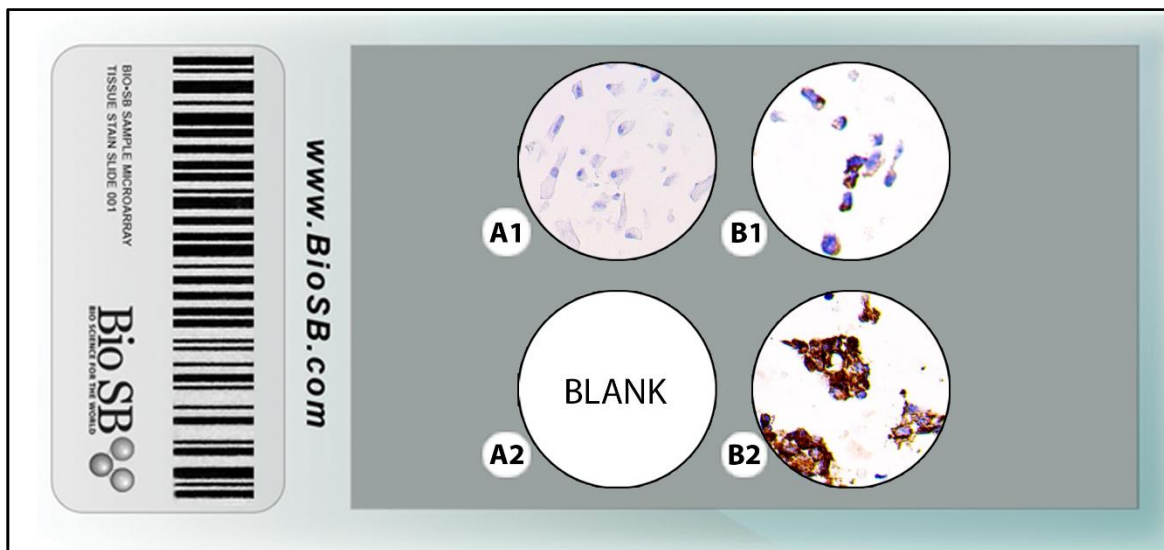 BIO•SB SAMPLE MICROARRAY
TISSUE STAIN SLIDE 001
Bio SB
BIO SCIENCE FOR THE WORLD
www.BioSB.com
A1
B1
BLANK
A2
B2